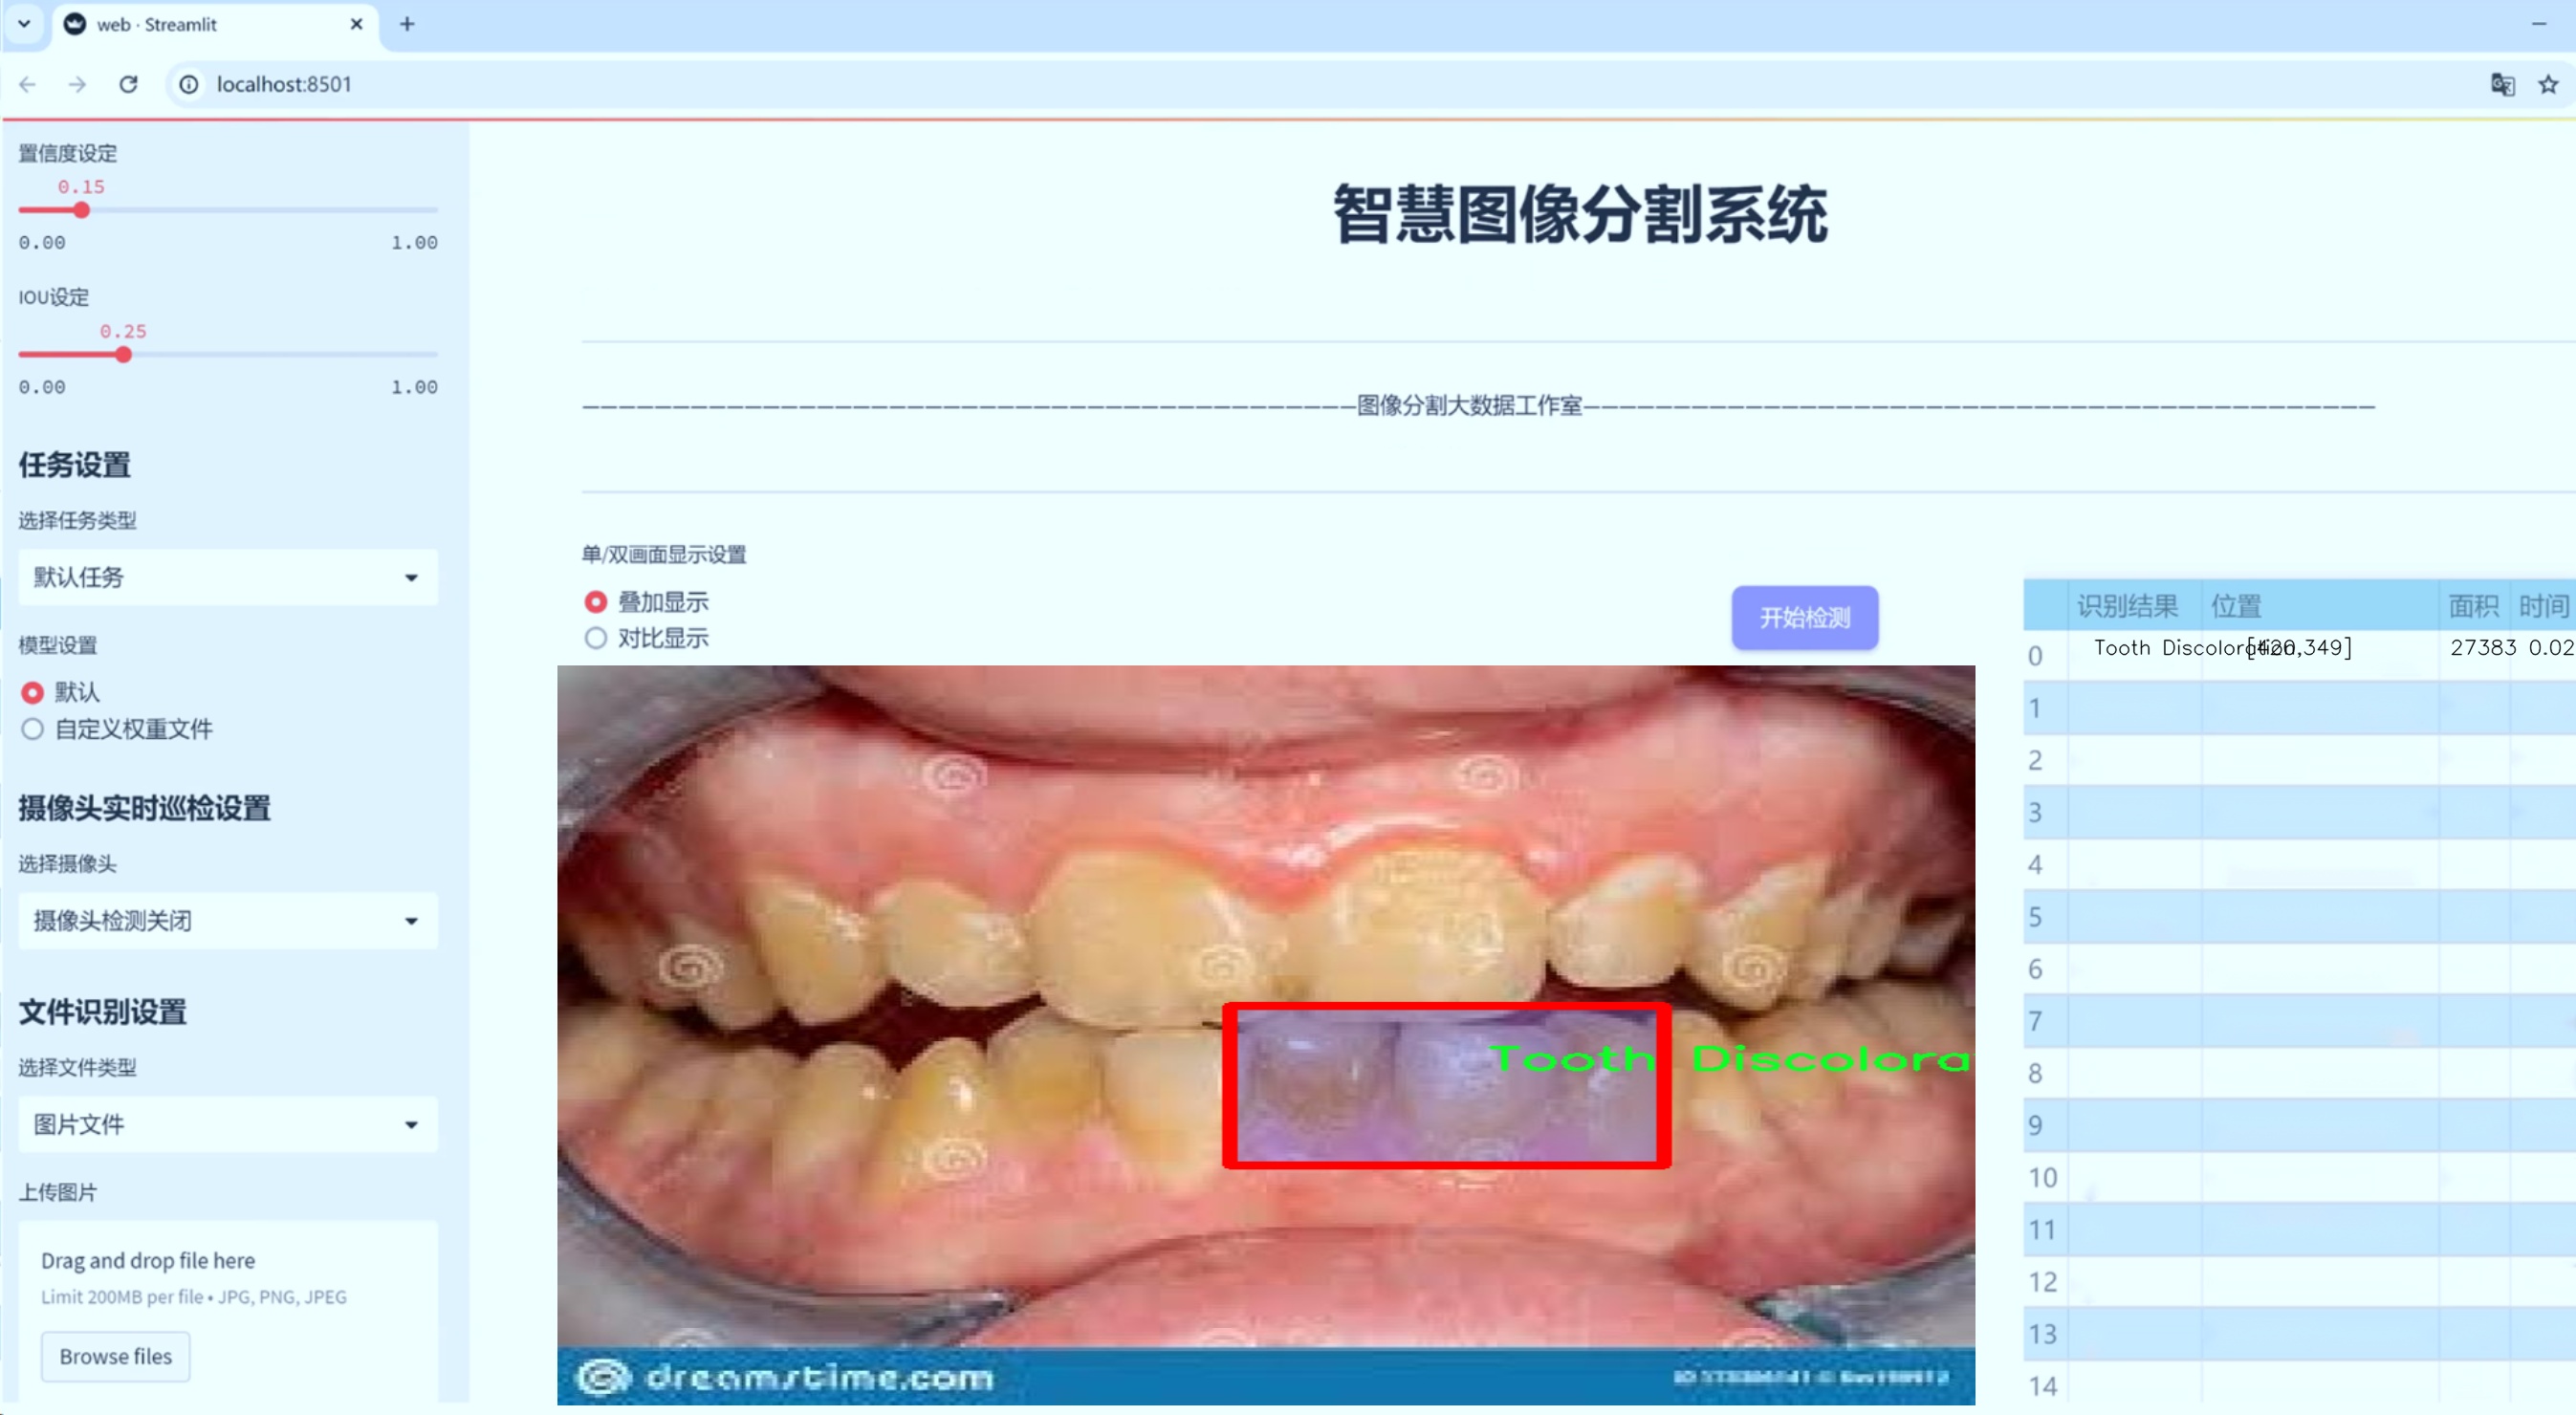 web · Streamlit
localhost:8501
置信度设定
0.15
0.00 1.00
IOU设定
0.25
0.00 1.00
任务设置
选择任务类型
默认任务
模型设置
默认
自定义权重文件
摄像头实时巡检设置
选择摄像头
摄像头检测关闭
文件识别设置
选择文件类型
图片文件
上传图片
Drag and drop file here
Limit 200MB per file • JPG, PNG, JPEG
Browse files
智慧图像分割系统
———————————————————————————————————————————图像分割大数据工作室————————————————————————————————————————————
单/双画面显示设置
叠加显示
对比显示
开始检测
Tooth Discolora
dreamstime.com
识别结果 位置 面积 时间
0 Tooth Discoloration [420,349] 27383 0.02
1
2
3
4
5
6
7
8
9
10
11
12
13
14